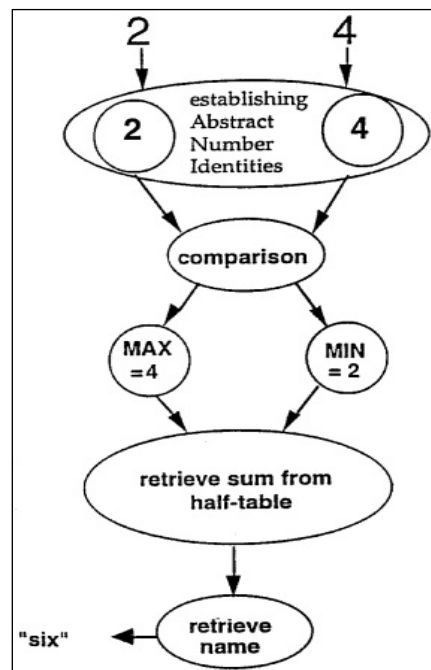 2 4
establishing
2 Abstract 4
Number
Identities
comparison
MAX MIN
=4 = 2
retrieve sum from
half-table
retrieve
"six" name